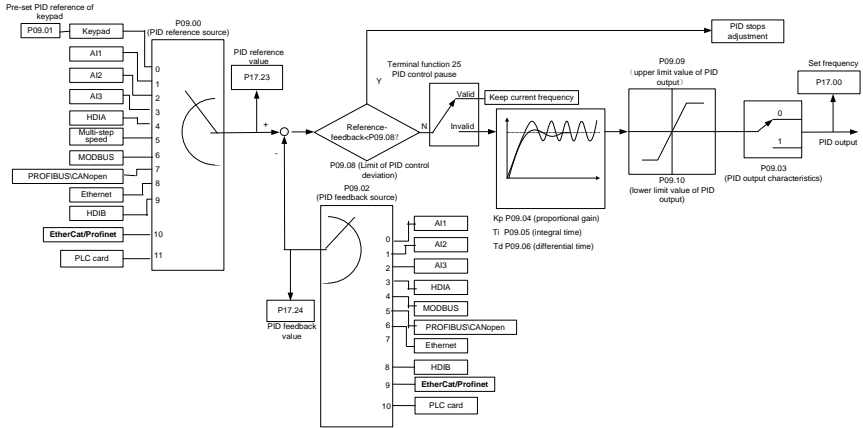 Pre-set PID reference of
keypad
P09.01
Keypad
AI1
AI2
AI3
HDIA
Multi-step
speed
MODBUS
PROFIBUS\CANopen
Ethernet
HDIB
EtherCat/Profinet
PLC card
P09.00
(PID reference source)
0
1
2
3
4
5
6
7
8
9
10
11
PID reference
value
P17.23
+
-
Reference-
feedback<P09.08?
Y
N
P09.08 (Limit of PID control
deviation)
Terminal function 25
PID control pause
Valid
Invalid
Keep current frequency
PID stops
adjustment
Kp P09.04 (proportional gain)
Ti P09.05 (integral time)
Td P09.06 (differential time)
P09.09
(upper limit value of PID
output)
P09.10
(lower limit value of PID
output)
Set frequency
P17.00
0
1
PID output
P09.03
(PID output characteristics)
P09.02
(PID feedback source)
P17.24
PID feedback
value
0
1
2
3
4
5
6
7
8
9
10
AI1
AI2
AI3
HDIA
MODBUS
PROFIBUS\CANopen
Ethernet
HDIB
EtherCat/Profinet
PLC card